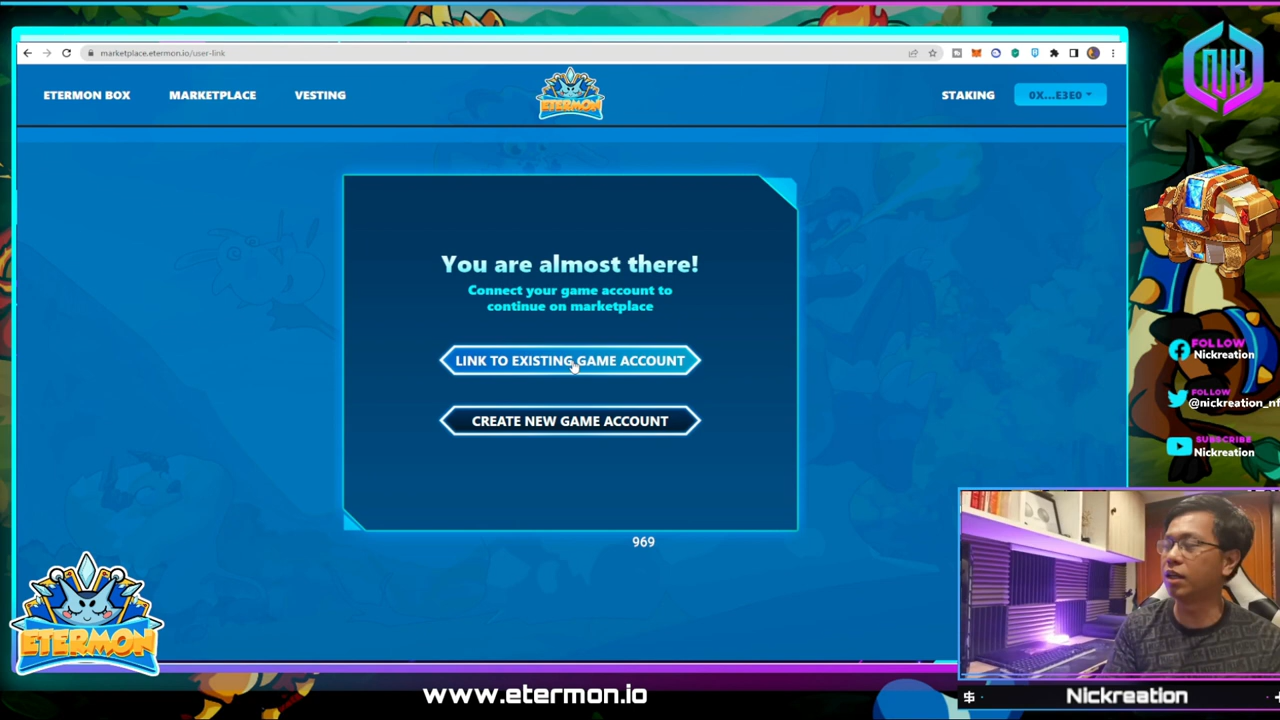 marketplace.etermon.io/user-link
ETERMON BOX
MARKETPLACE
VESTING
ETERMON
STAKING
0X...E3E0
NJK
You are almost there!
Connect your game account to
continue on marketplace
LINK TO EXISTING GAME ACCOUNT
CREATE NEW GAME ACCOUNT
969
FOLLOW
Nickreation
FOLLOW
@nickreation_nf
SUBSCRIBE
Nickreation
ETERMON
www.etermon.io
Nickreation